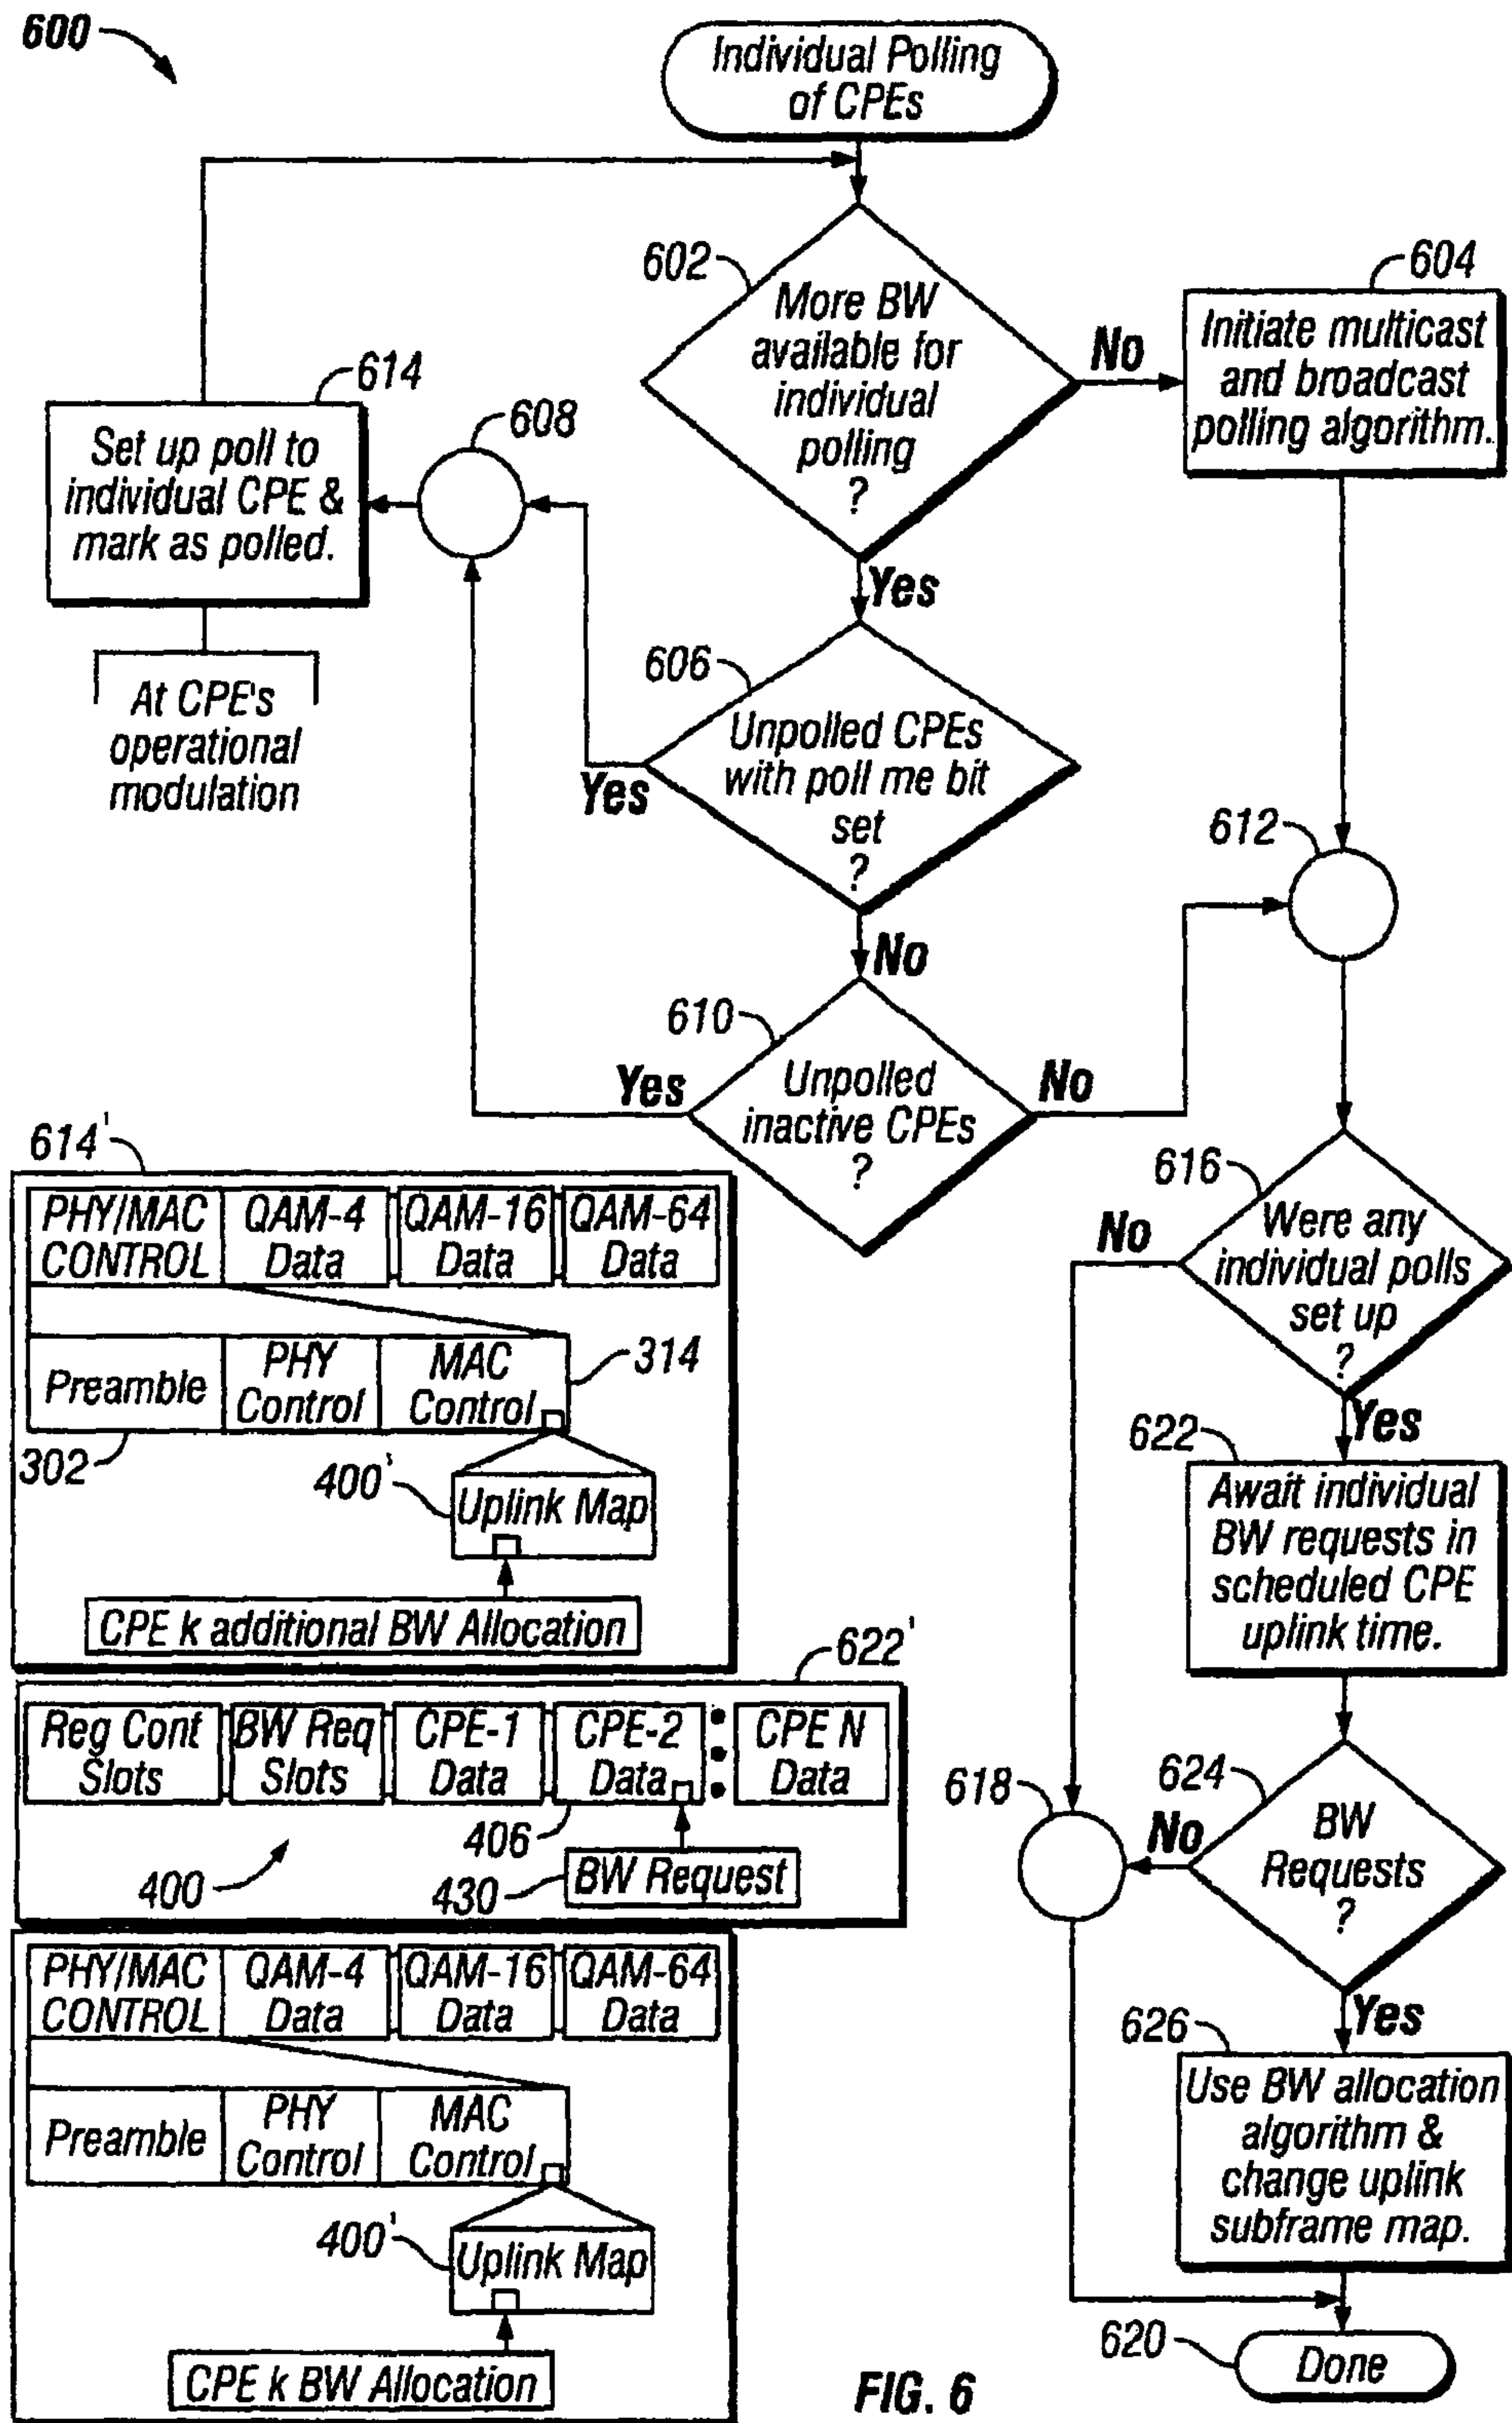 600
Individual Polling
of CPEs
602
More BW
available for
individual
polling
?
No
604
Initiate multicast
and broadcast
polling algorithm.
614
Set up poll to
individual CPE &
mark as polled.
608
At CPE's
operational
modulation
Yes
606
Unpolled CPEs
with poll me bit
set
?
Yes
No
612
610
Unpolled
inactive CPEs
?
Yes
No
616
Were any
individual polls
set up
?
No
Yes
622
Await individual
BW requests in
scheduled CPE
uplink time.
618
624
BW
Requests
?
No
Yes
626
Use BW allocation
algorithm &
change uplink
subframe map.
620
Done
614'
PHY/MAC
CONTROL
QAM-4
Data
QAM-16
Data
QAM-64
Data
Preamble
PHY
Control
MAC
Control
314
302
400'
Uplink Map
CPE k additional BW Allocation
622'
Reg Cont
Slots
BW Req
Slots
CPE-1
Data
CPE-2
Data
CPE N
Data
406
400
430
BW Request
PHY/MAC
CONTROL
QAM-4
Data
QAM-16
Data
QAM-64
Data
Preamble
PHY
Control
MAC
Control
400'
Uplink Map
CPE k BW Allocation
FIG. 6